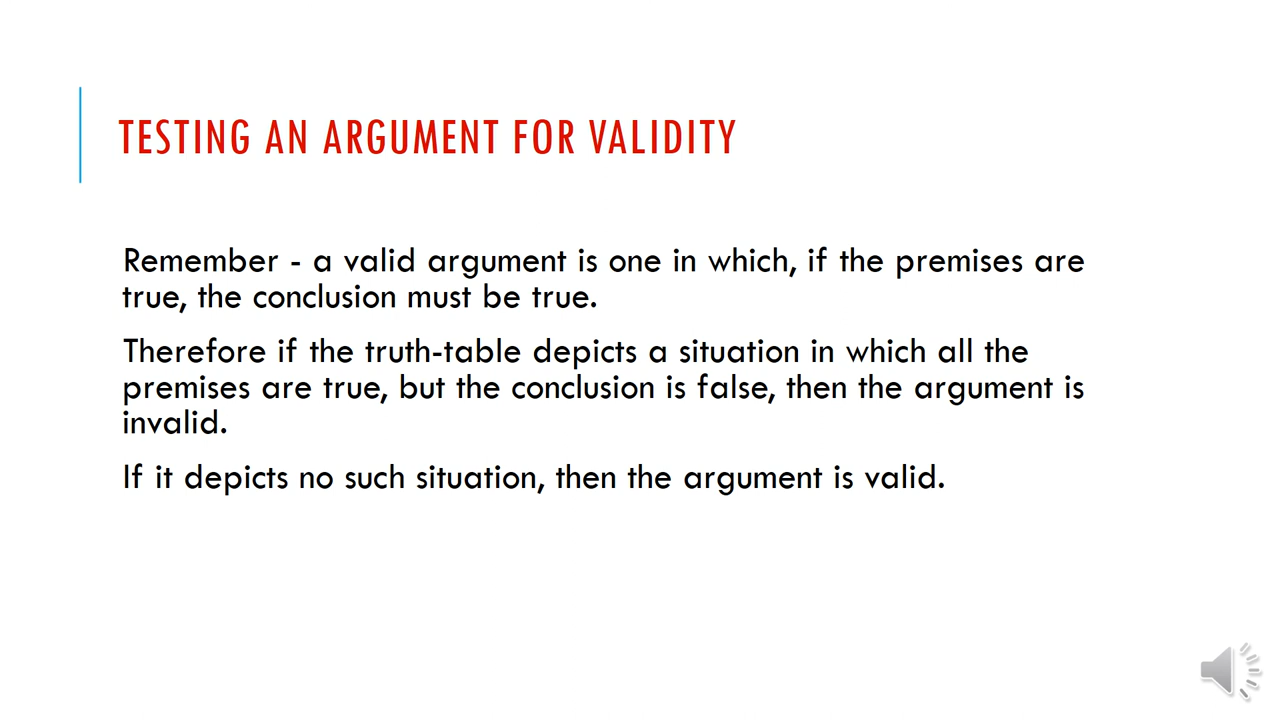 TESTING AN ARGUMENT FOR VALIDITY
Remember - a valid argument is one in which, if the premises are
true, the conclusion must be true.
Therefore if the truth-table depicts a situation in which all the
premises are true, but the conclusion is false, then the argument is
invalid.
If it depicts no such situation, then the argument is valid.